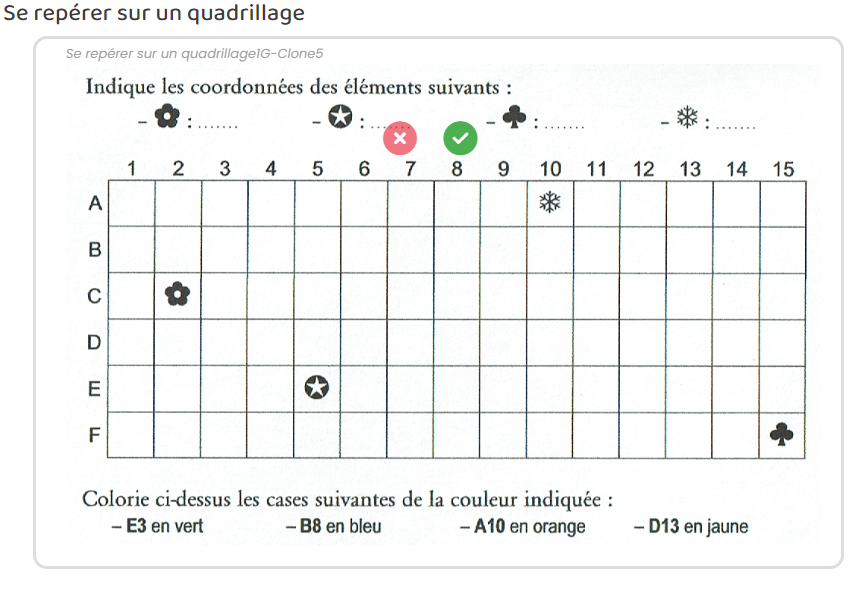 Se repérer sur un quadrillage
Se repérer sur un quadrillage1G-Clone5
Indique les coordonnées des éléments suivants :
– ✿ : ....... – ✪ : ....... – ♣ : ....... – ❄ : .......
1 2 3 4 5 6 7 8 9 10 11 12 13 14 15
A
B
C
D
E
F
Colorie ci-dessus les cases suivantes de la couleur indiquée :
– E3 en vert – B8 en bleu – A10 en orange – D13 en jaune